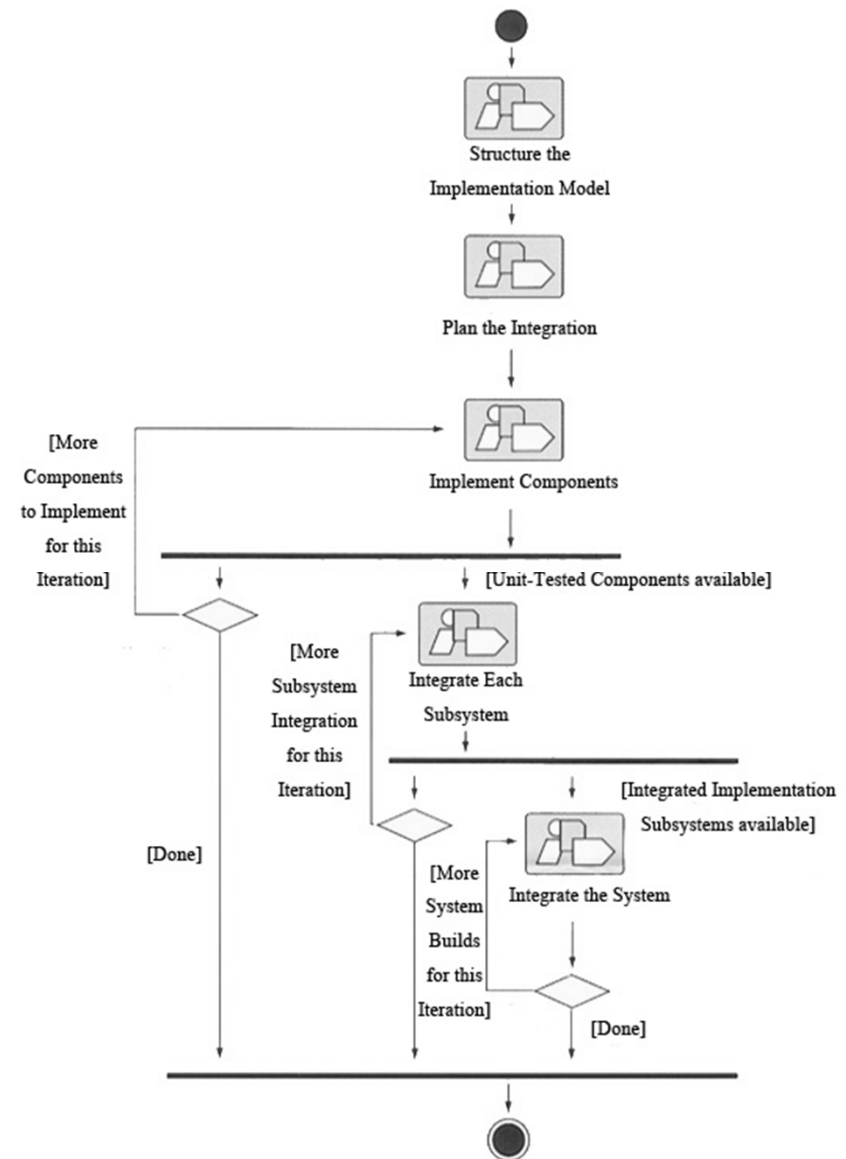 Structure the
Implementation Model
Plan the Integration
[More
Components
to Implement
for this
Iteration]
Implement Components
[Unit-Tested Components available]
[More
Subsystem
Integration
for this
Iteration]
Integrate Each
Subsystem
[Integrated Implementation
Subsystems available]
[Done]
[More
System
Builds
for this
Iteration]
Integrate the System
[Done]